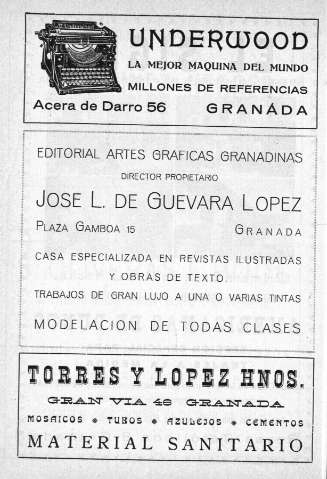 UNDERWOOD
LA MEJOR MAQUINA DEL MUNDO
MILLONES DE REFERENCIAS
Acera de Darro 56 GRANÁDA
EDITORIAL ARTES GRAFICAS GRANADINAS
DIRECTOR PROPIETARIO
JOSE L. DE GUEVARA LOPEZ
PLAZA GAMBOA 15 GRANADA
CASA ESPECIALIZADA EN REVISTAS ILUSTRADAS
Y OBRAS DE TEXTO.
TRABAJOS DE GRAN LUJO A UNA O VARIAS TINTAS
MODELACION DE TODAS CLASES
TORRES Y LOPEZ HNOS.
GRAN VIA 46 GRANADA
MOSAICOS * TUBOS * AZULEJOS * CEMENTOS
MATERIAL SANITARIO